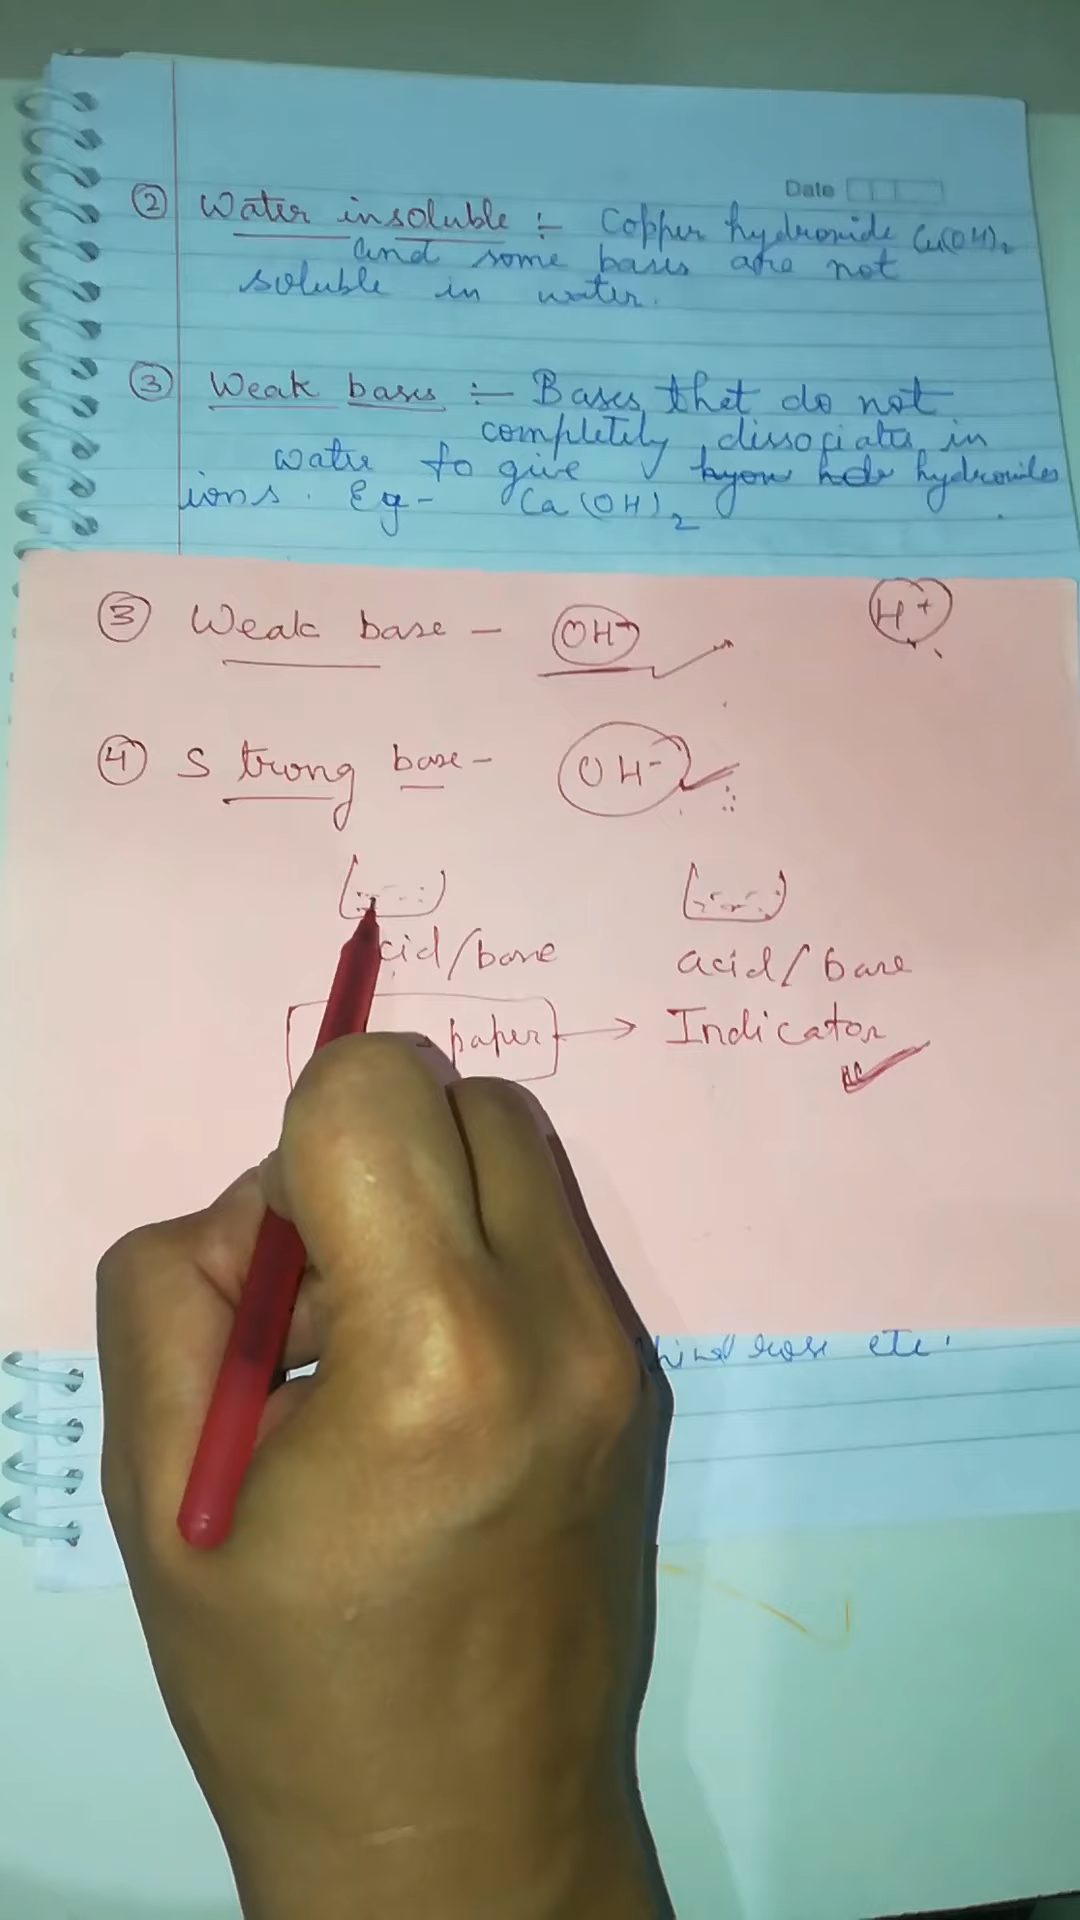 Date
② Water insoluble :- Copper hydroxide Cu(OH)₂
and some bases are not
soluble in water.
③ Weak bases :- Bases that do not
completely dissociate in
water to give hydroxides
ions. Eg- Ca(OH)₂
③ Weak base - OH⁻ H⁺
④ Strong base - OH⁻
cid/base acid/base
paper → Indicator
rose etc.